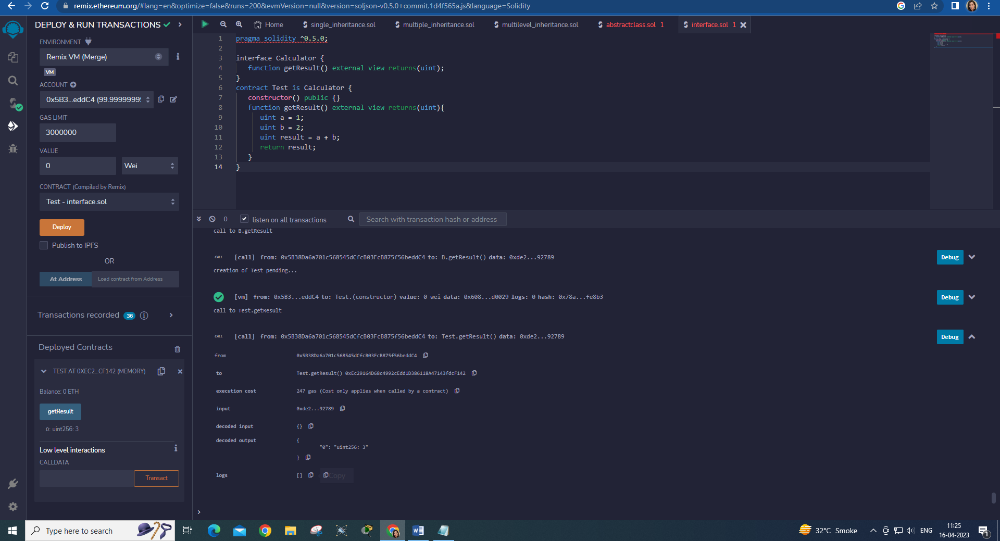 remix.ethereum.org/#lang=en&optimize=false&runs=200&evmVersion=null&version=soljson-v0.5.0+commit.1d4f565a.js&language=Solidity
DEPLOY & RUN TRANSACTIONS
ENVIRONMENT
Remix VM (Merge)
VM
ACCOUNT
0x5B3...eddC4 (99.99999999
GAS LIMIT
3000000
VALUE
0
Wei
CONTRACT (Compiled by Remix)
Test - interface.sol
Deploy
Publish to IPFS
OR
At Address
Load contract from Address
Transactions recorded 36 i
Deployed Contracts
TEST AT 0XEC2...CF142 (MEMORY)
Balance: 0 ETH
getResult
0: uint256: 3
Low level interactions
CALLDATA
Transact
Home
single_inheritance.sol
multiple_inheritance.sol
multilevel_inheritance.sol
abstractclass.sol 1
interface.sol 1
1 pragma solidity ^0.5.0;
2
3 interface Calculator {
4 function getResult() external view returns(uint);
5 }
6 contract Test is Calculator {
7 constructor() public {}
8 function getResult() external view returns(uint){
9 uint a = 1;
10 uint b = 2;
11 uint result = a + b;
12 return result;
13 }
14 }
0
listen on all transactions
Search with transaction hash or address
call to B.getResult
CALL [call] from: 0x5B38Da6a701c568545dCfcB03FcB875f56beddC4 to: B.getResult() data: 0xde2...92789
Debug
creation of Test pending...
[vm] from: 0x5B3...eddC4 to: Test.(constructor) value: 0 wei data: 0x608...d0029 logs: 0 hash: 0x78a...fe8b3
Debug
call to Test.getResult
CALL [call] from: 0x5B38Da6a701c568545dCfcB03FcB875f56beddC4 to: Test.getResult() data: 0xde2...92789
Debug
from 0x5B38Da6a701c568545dCfcB03FcB875f56beddC4
to Test.getResult() 0xEc29164D68c4992cEdd1D386118A47143fdcF142
execution cost 247 gas (Cost only applies when called by a contract)
input 0xde2...92789
decoded input {}
decoded output {
"0": "uint256: 3"
}
logs []
Copy
>
Type here to search
32°C Smoke
ENG
11:25
16-04-2023
1